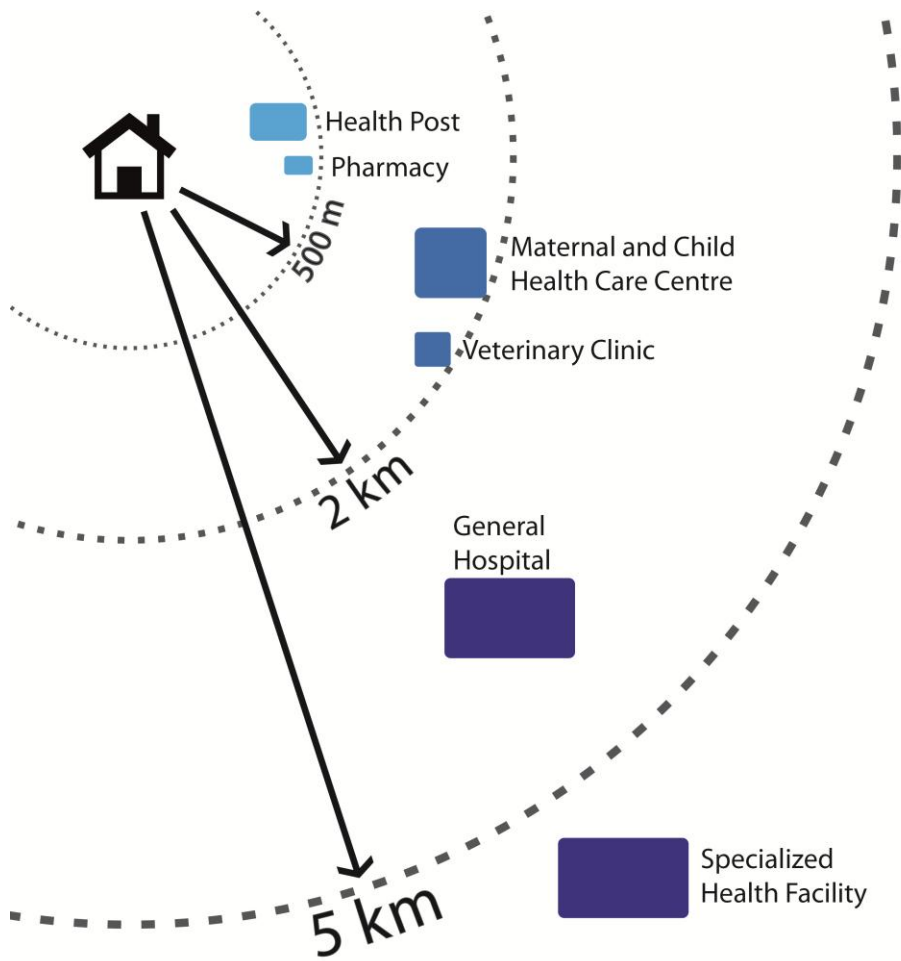 Health Post
Pharmacy
500 m
Maternal and Child
Health Care Centre
Veterinary Clinic
2 km
General
Hospital
Specialized
Health Facility
5 km